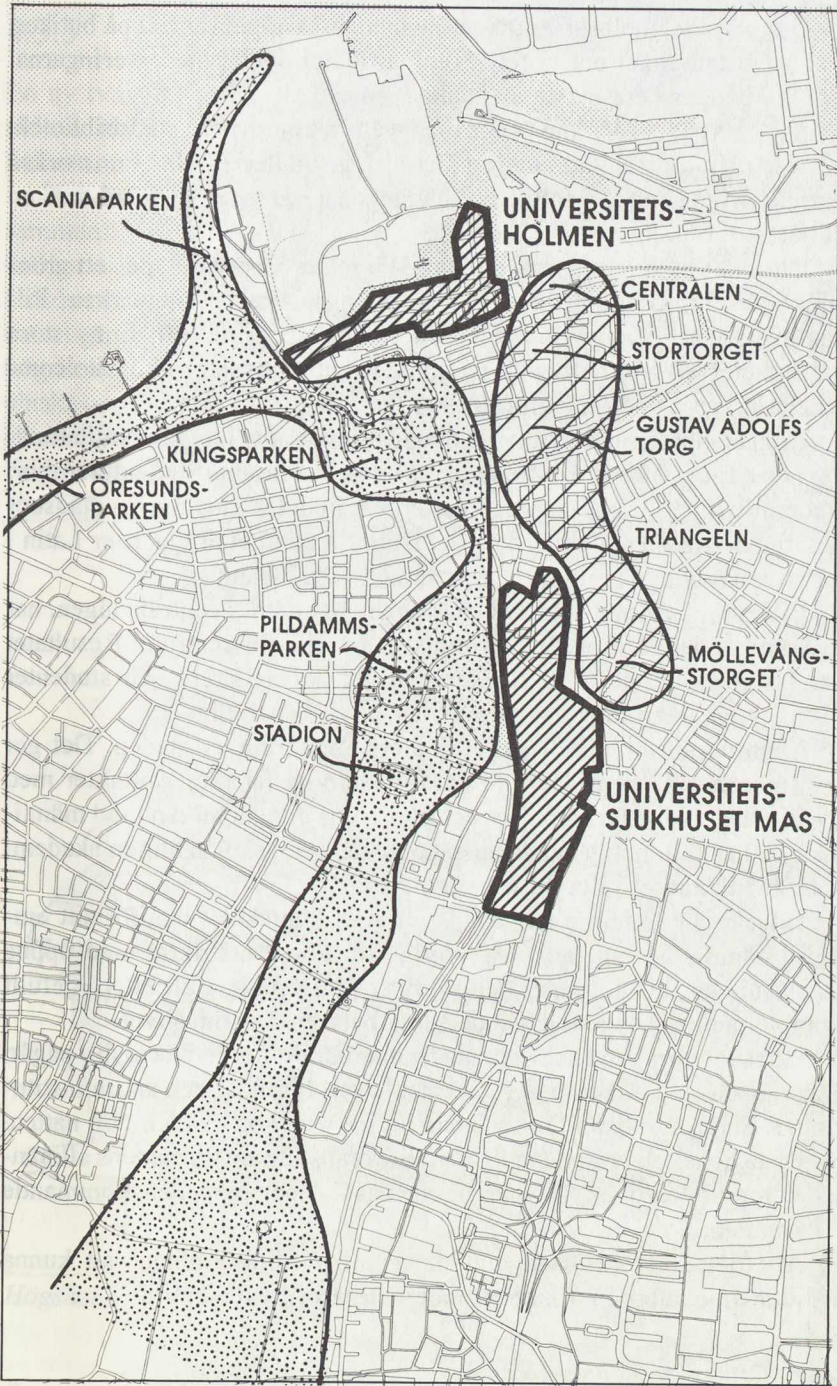 SCANIAPARKEN
UNIVERSITETS-
HOLMEN
CENTRALEN
STORTORGET
GUSTAV ADOLFS
TORG
KUNGSPARKEN
ÖRESUNDS-
PARKEN
TRIANGELN
PILDAMMS-
PARKEN
MÖLLEVÅNG-
STORGET
STADION
UNIVERSITETS-
SJUKHUSET MAS